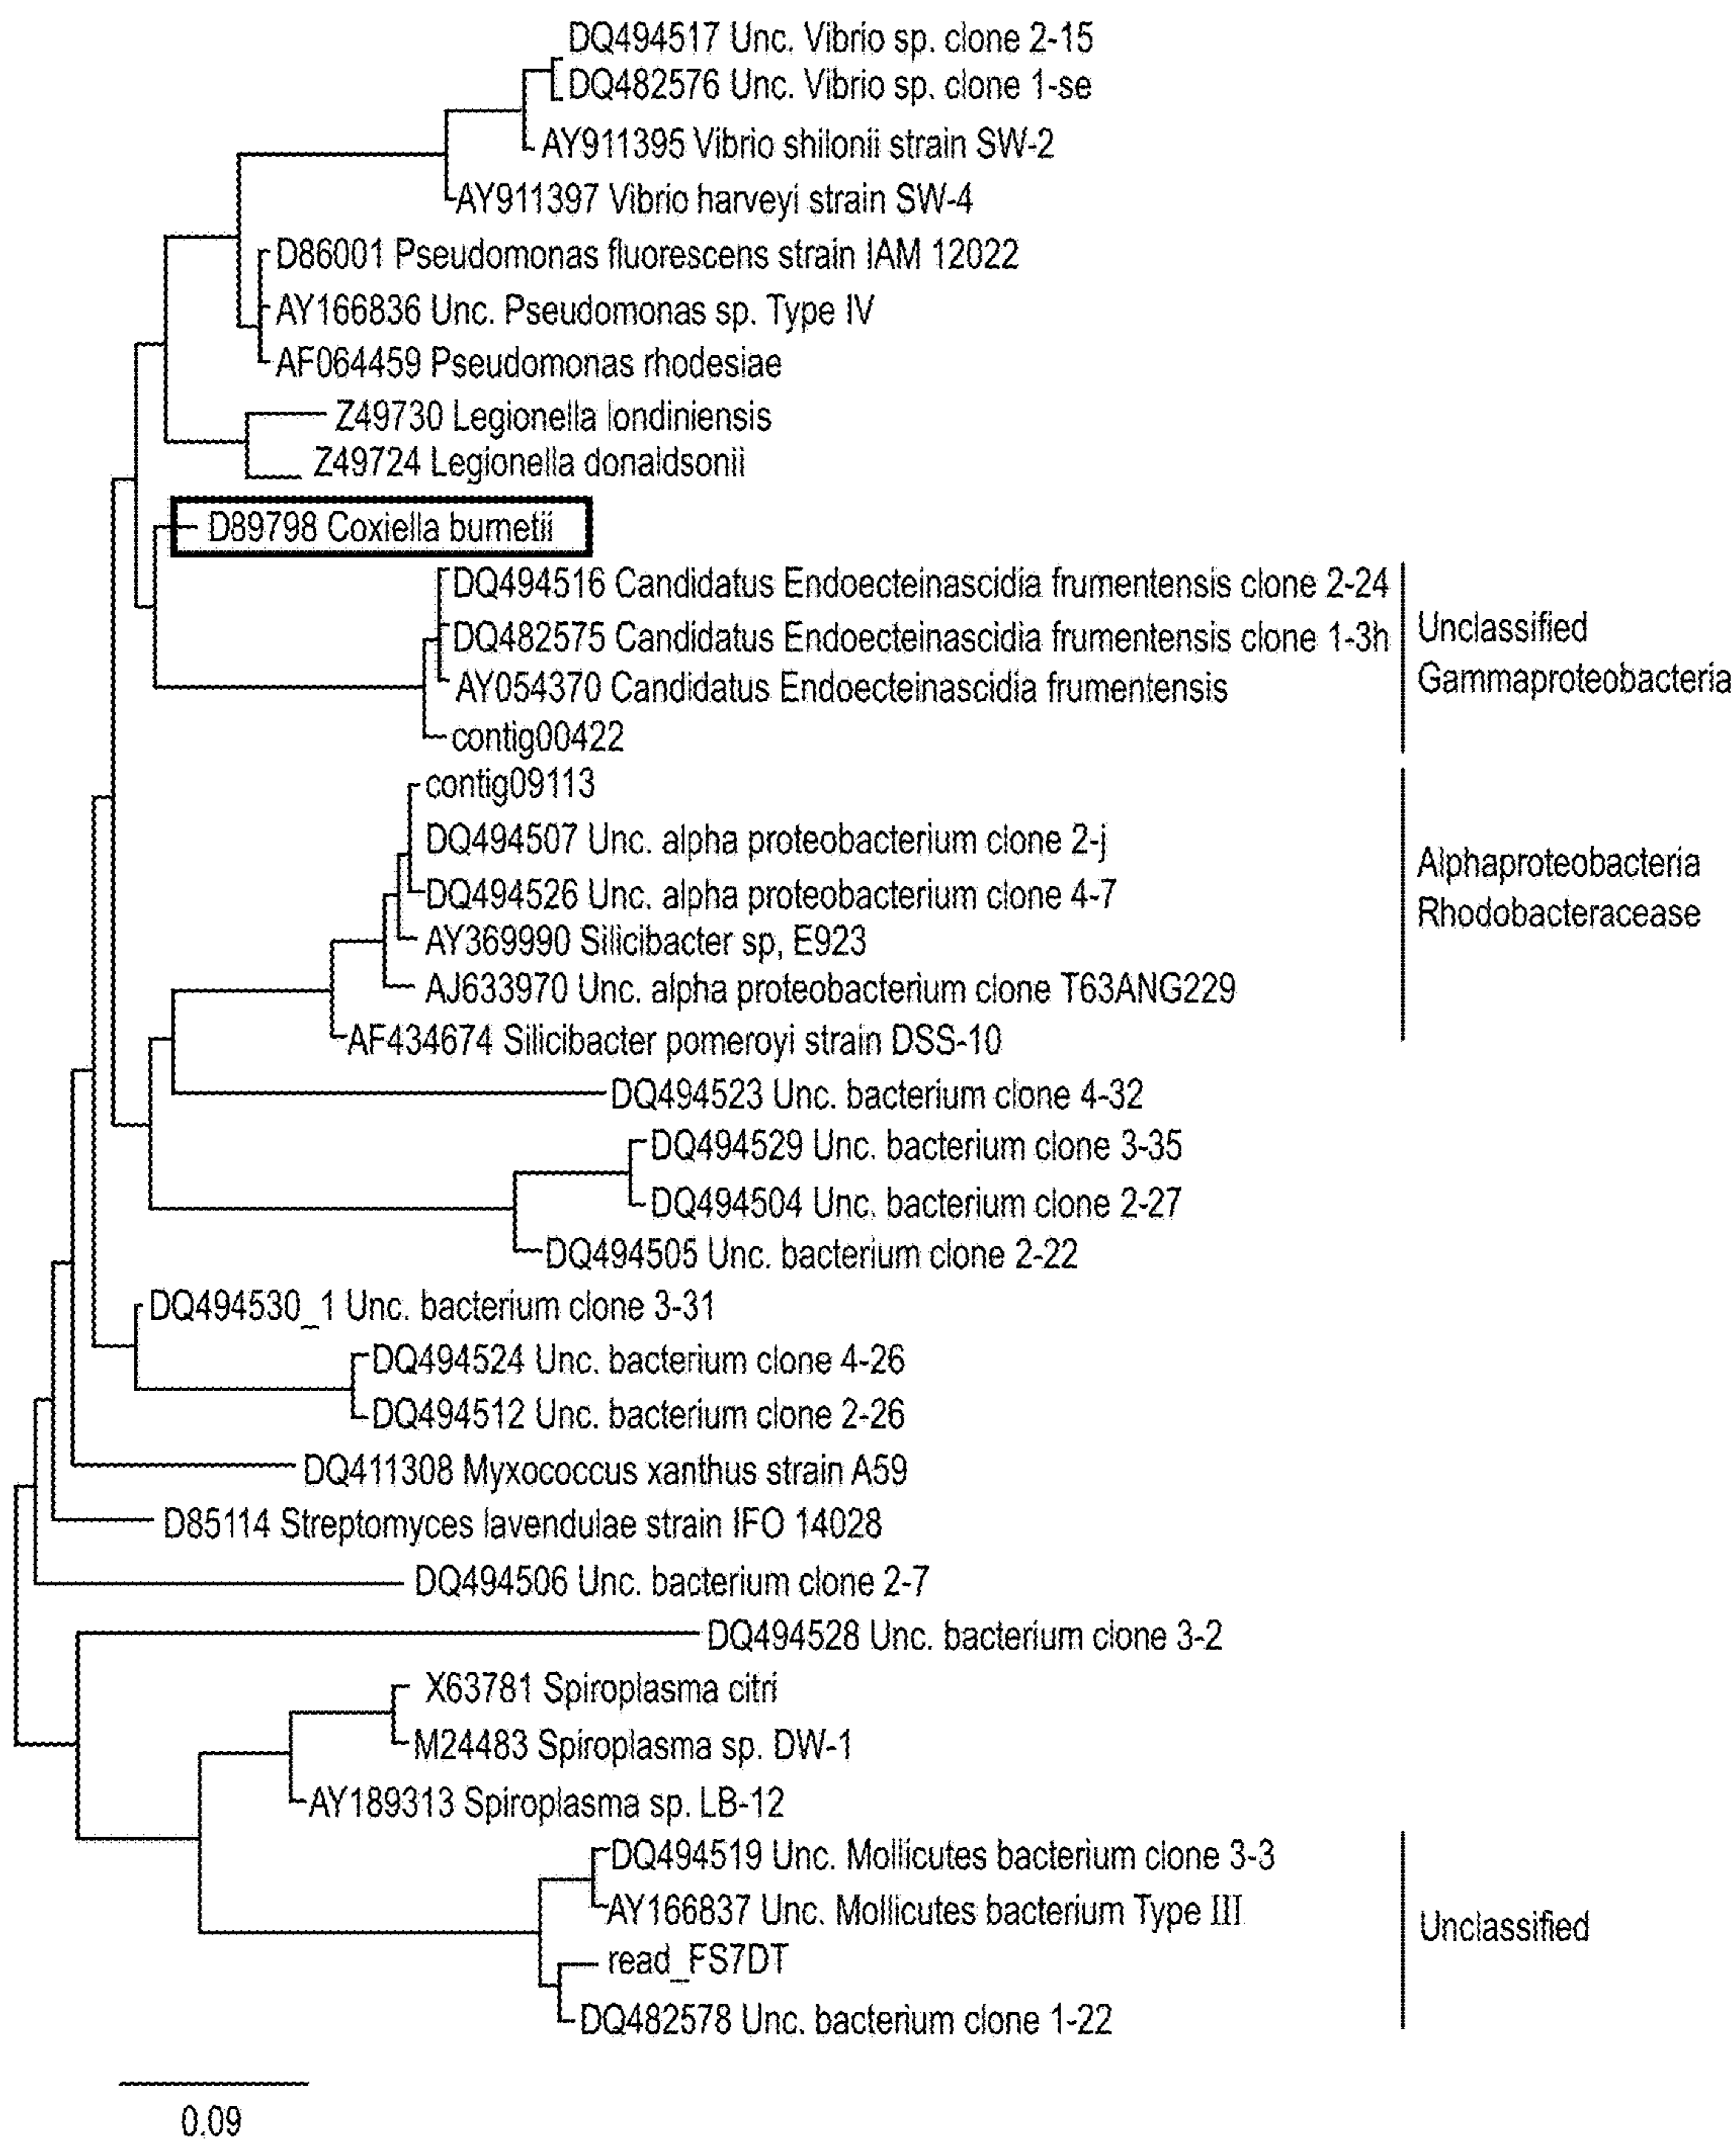 DQ494517 Unc. Vibrio sp. clone 2-15
DQ482576 Unc. Vibrio sp. clone 1-se
AY911395 Vibrio shilonii strain SW-2
AY911397 Vibrio harveyi strain SW-4
D86001 Pseudomonas fluorescens strain IAM 12022
AY166836 Unc. Pseudomonas sp. Type IV
AF064459 Pseudomonas rhodesiae
Z49730 Legionella londiniensis
Z49724 Legionella donaldsonii
D89798 Coxiella burnetii
DQ494516 Candidatus Endoecteinascidia frumentensis clone 2-24
DQ482575 Candidatus Endoecteinascidia frumentensis clone 1-3h
AY054370 Candidatus Endoecteinascidia frumentensis
contig00422
Unclassified
Gammaproteobacteria
contig09113
DQ494507 Unc. alpha proteobacterium clone 2-j
DQ494526 Unc. alpha proteobacterium clone 4-7
AY369990 Silicibacter sp, E923
AJ633970 Unc. alpha proteobacterium clone T63ANG229
AF434674 Silicibacter pomeroyi strain DSS-10
Alphaproteobacteria
Rhodobacteracease
DQ494523 Unc. bacterium clone 4-32
DQ494529 Unc. bacterium clone 3-35
DQ494504 Unc. bacterium clone 2-27
DQ494505 Unc. bacterium clone 2-22
DQ494530_1 Unc. bacterium clone 3-31
DQ494524 Unc. bacterium clone 4-26
DQ494512 Unc. bacterium clone 2-26
DQ411308 Myxococcus xanthus strain A59
D85114 Streptomyces lavendulae strain IFO 14028
DQ494506 Unc. bacterium clone 2-7
DQ494528 Unc. bacterium clone 3-2
X63781 Spiroplasma citri
M24483 Spiroplasma sp. DW-1
AY189313 Spiroplasma sp. LB-12
DQ494519 Unc. Mollicutes bacterium clone 3-3
AY166837 Unc. Mollicutes bacterium Type III
read_FS7DT
DQ482578 Unc. bacterium clone 1-22
Unclassified
0.09